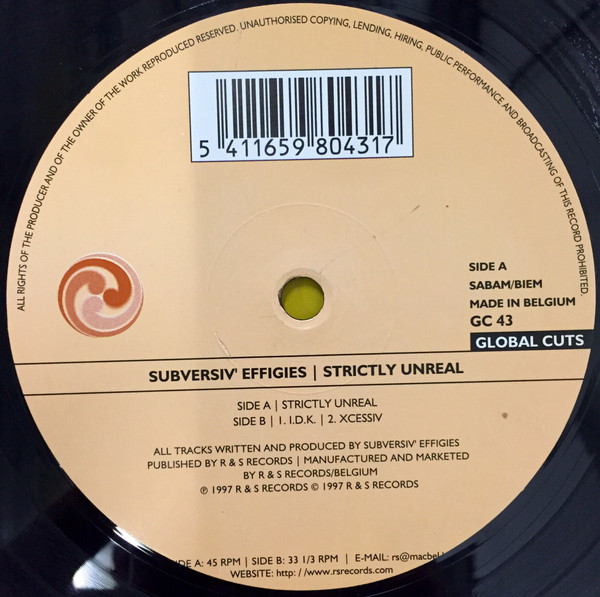 ALL RIGHTS OF THE PRODUCER AND OF THE OWNER OF THE WORK REPRODUCED RESERVED. UNAUTHORISED COPYING, LENDING, HIRING, PUBLIC PERFORMANCE AND BROADCASTING OF THIS RECORD PROHIBITED.
5 411659 804317
SIDE A
SABAM/BIEM
MADE IN BELGIUM
GC 43
GLOBAL CUTS
SUBVERSIV' EFFIGIES | STRICTLY UNREAL
SIDE A | STRICTLY UNREAL
SIDE B | 1. I.D.K. | 2. XCESSIV
ALL TRACKS WRITTEN AND PRODUCED BY SUBVERSIV' EFFIGIES
PUBLISHED BY R & S RECORDS | MANUFACTURED AND MARKETED
BY R & S RECORDS/BELGIUM
℗ 1997 R & S RECORDS © 1997 R & S RECORDS
A: 45 RPM | SIDE B: 33 1/3 RPM | E-MAIL:
WEBSITE: http: / /www.rsrecords.com